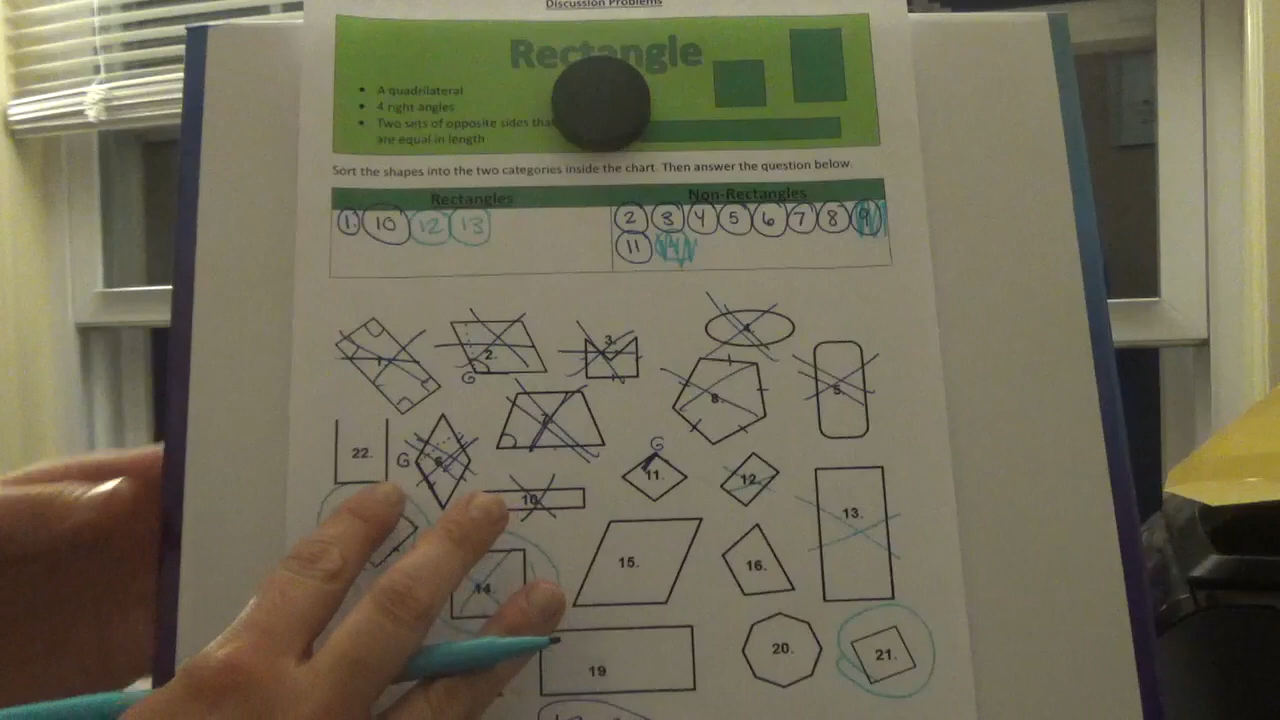 Discussion Problems
Rectangle
• A quadrilateral
• 4 right angles
• Two sets of opposite sides
are equal in length
Sort the shapes into the two categories inside the chart. Then answer the question below.
Rectangles Non-Rectangles
1. 10 12 13 2 3 4 5 6 7 8 9
11 14
1. 2. 3. 4.
G
5.
8.
7.
22. G 6. G 11. 12.
10. 13.
15. 16.
14.
19 20. 21.